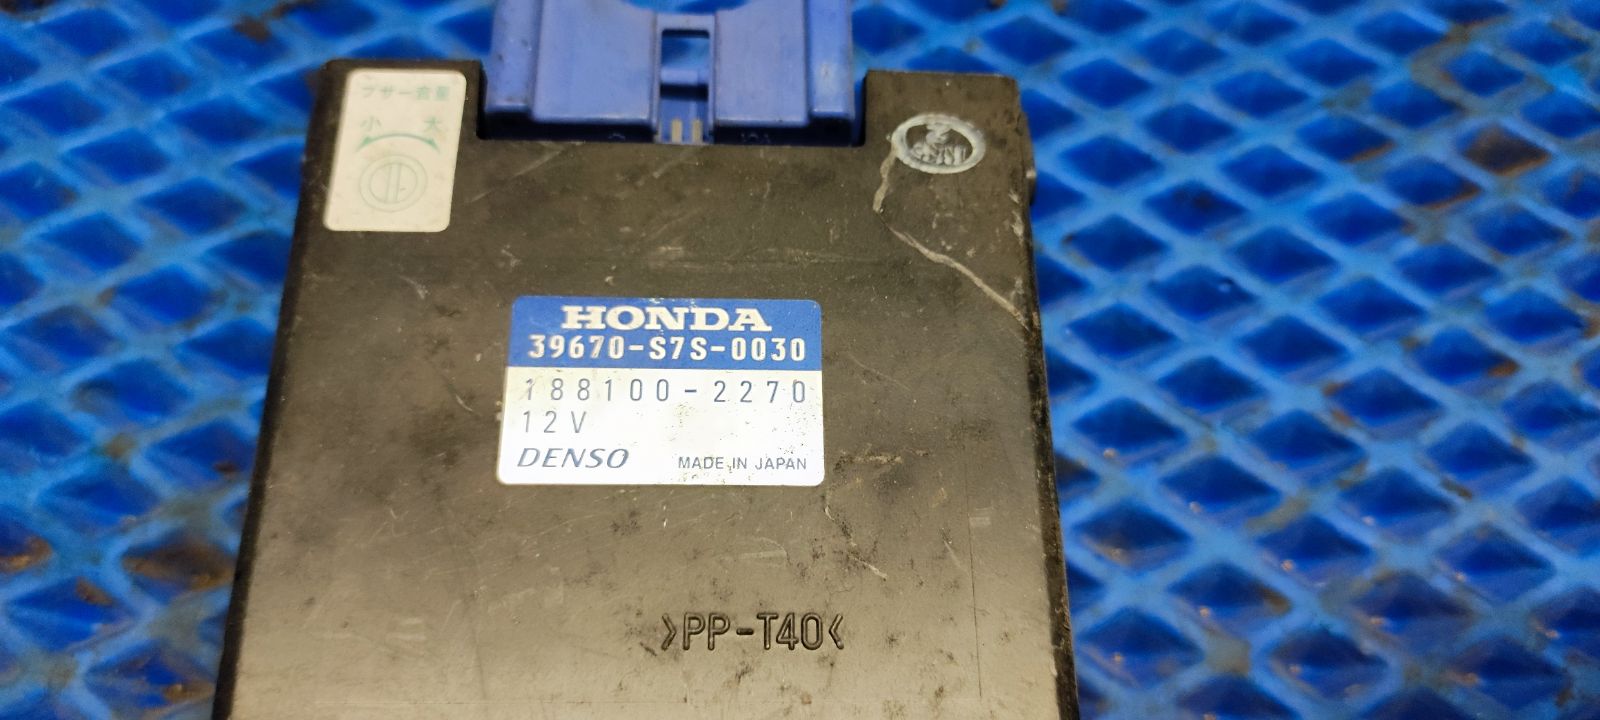 ブザー音量
小 大
HONDA
39670-S7S-0030
188100-2270
12V
DENSO MADE IN JAPAN
>PP-T40<